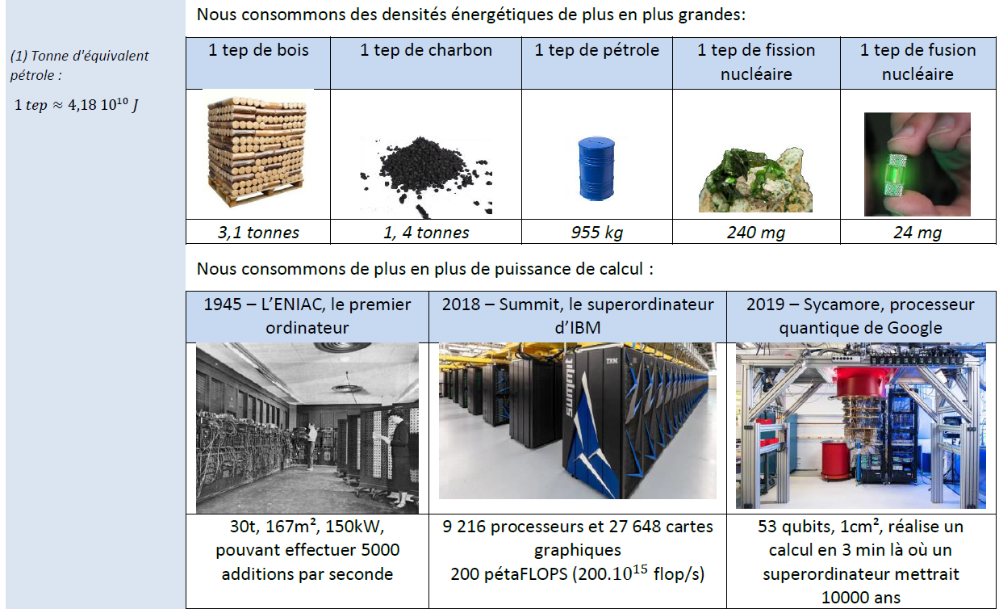 Nous consommons des densités énergétiques de plus en plus grandes:
(1) Tonne d'équivalent
pétrole :
1 tep ≈ 4,18 10¹⁰ J
1 tep de bois
1 tep de charbon
1 tep de pétrole
1 tep de fission
nucléaire
1 tep de fusion
nucléaire
3,1 tonnes
1, 4 tonnes
955 kg
240 mg
24 mg
Nous consommons de plus en plus de puissance de calcul :
1945 – L’ENIAC, le premier
ordinateur
2018 – Summit, le superordinateur
d’IBM
2019 – Sycamore, processeur
quantique de Google
summit
IBM
30t, 167m², 150kW,
pouvant effectuer 5000
additions par seconde
9 216 processeurs et 27 648 cartes
graphiques
200 pétaFLOPS (200.10¹⁵ flop/s)
53 qubits, 1cm², réalise un
calcul en 3 min là où un
superordinateur mettrait
10000 ans